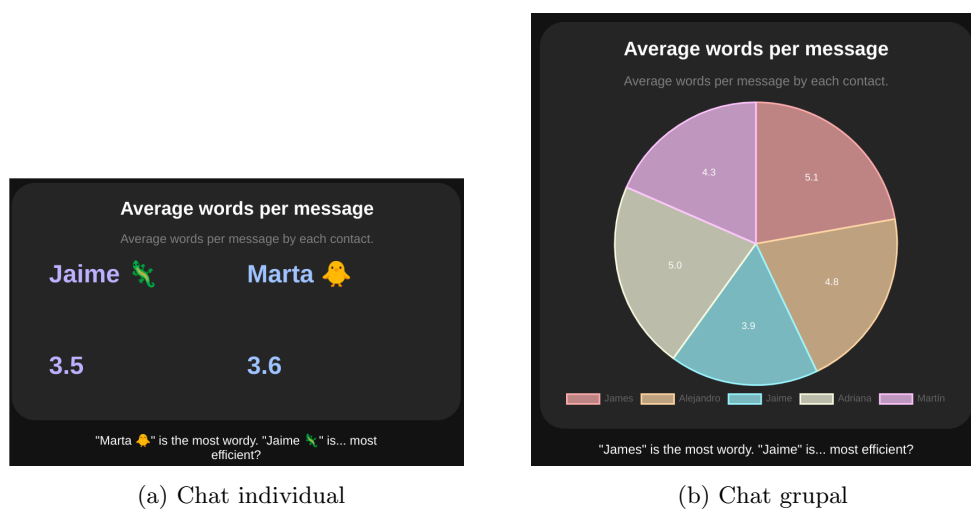 Average words per message
Average words per message by each contact.
Jaime 🦎 Marta 🐥
3.5 3.6
"Marta 🐥" is the most wordy. "Jaime 🦎" is... most
efficient?
(a) Chat individual
Average words per message
Average words per message by each contact.
4.3
5.1
5.0
4.8
3.9
James Alejandro Jaime Adriana Martín
"James" is the most wordy. "Jaime" is... most efficient?
(b) Chat grupal